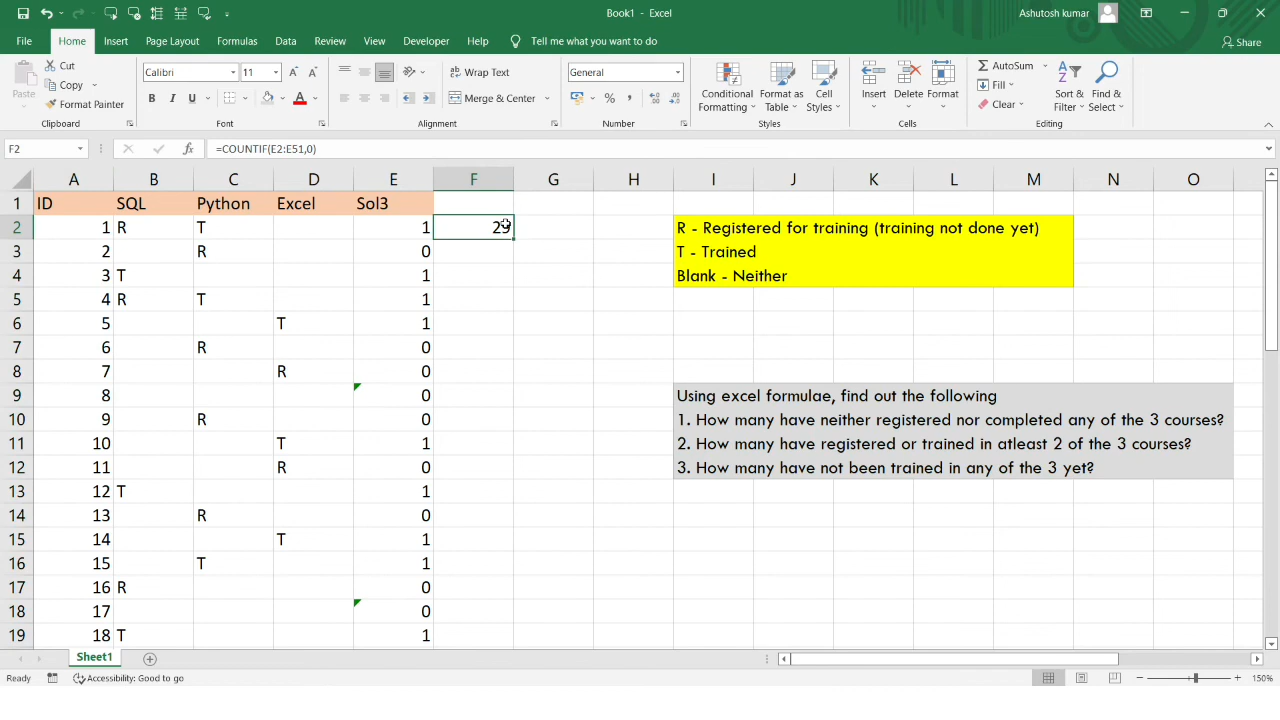 Book1 - Excel
Ashutosh kumar
File Home Insert Page Layout Formulas Data Review View Developer Help Tell me what you want to do Share
Paste Cut Copy Format Painter Clipboard
Calibri 11 B I U A Font
Wrap Text Merge & Center Alignment
General % , Number
Conditional Formatting Format as Table Cell Styles Styles
Insert Delete Format Cells
AutoSum Fill Clear Sort & Filter Find & Select Editing
F2 fx =COUNTIF(E2:E51,0)
A B C D E F G H I J K L M N O
1 ID SQL Python Excel Sol3
2 1 R T 1 29 R - Registered for training (training not done yet)
3 2 R 0 T - Trained
4 3 T 1 Blank - Neither
5 4 R T 1
6 5 T 1
7 6 R 0
8 7 R 0
9 8 0 Using excel formulae, find out the following
10 9 R 0 1. How many have neither registered nor completed any of the 3 courses?
11 10 T 1 2. How many have registered or trained in atleast 2 of the 3 courses?
12 11 R 0 3. How many have not been trained in any of the 3 yet?
13 12 T 1
14 13 R 0
15 14 T 1
16 15 T 1
17 16 R 0
18 17 0
19 18 T 1
Sheet1
Ready Accessibility: Good to go 150%